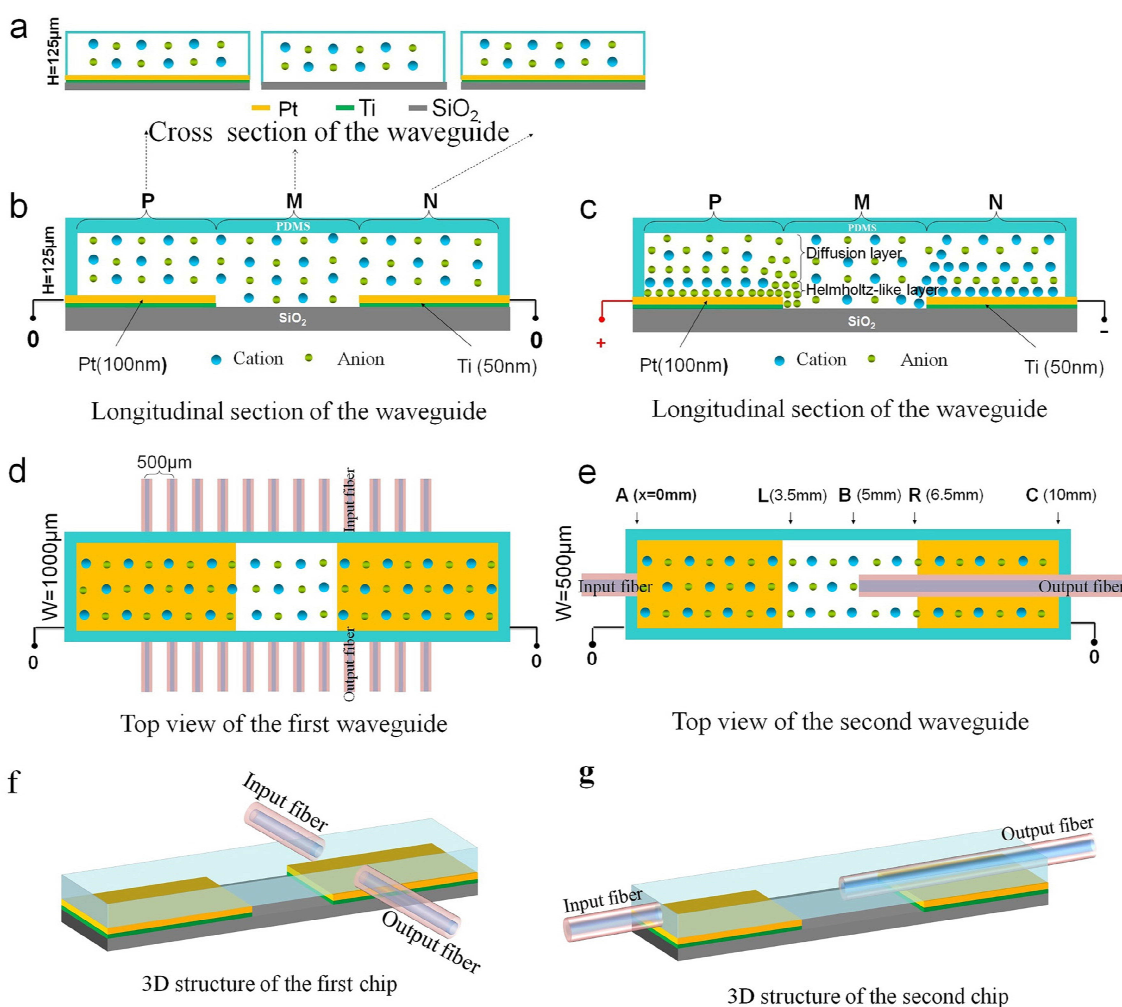 a
H=125μm
Pt Ti SiO2
Cross section of the waveguide
b
P M N
PDMS
H=125μm
0 0
SiO2
Pt(100nm) Cation Anion Ti (50nm)
Longitudinal section of the waveguide
c
P M N
PDMS
Diffusion layer
Helmholtz-like layer
SiO2
+ -
Pt(100nm) Cation Anion Ti(50nm)
Longitudinal section of the waveguide
d
500μm
Input fiber
W=1000μm
Output fiber
0 0
Top view of the first waveguide
e
A (x=0mm) L (3.5mm) B (5mm) R (6.5mm) C (10mm)
W=500μm
Input fiber Output fiber
0 0
Top view of the second waveguide
f
Input fiber
Output fiber
3D structure of the first chip
g
Output fiber
Input fiber
3D structure of the second chip